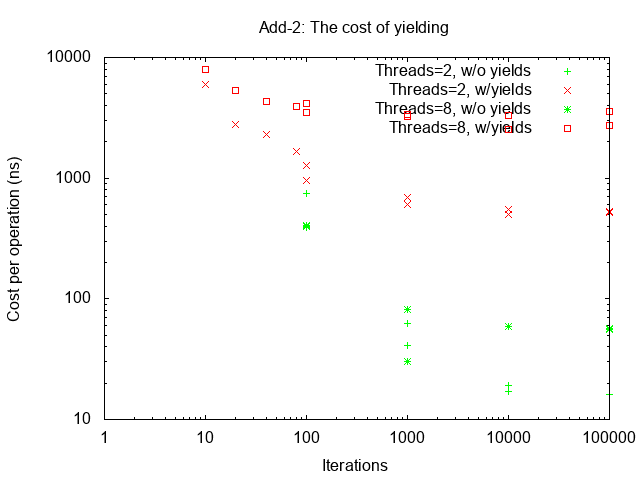 Add-2: The cost of yielding
10000
1000
100
10
Cost per operation (ns)
Threads=2, w/o yields
Threads=2, w/yields
Threads=8, w/o yields
Threads=8, w/yields
1 10 100 1000 10000 100000
Iterations